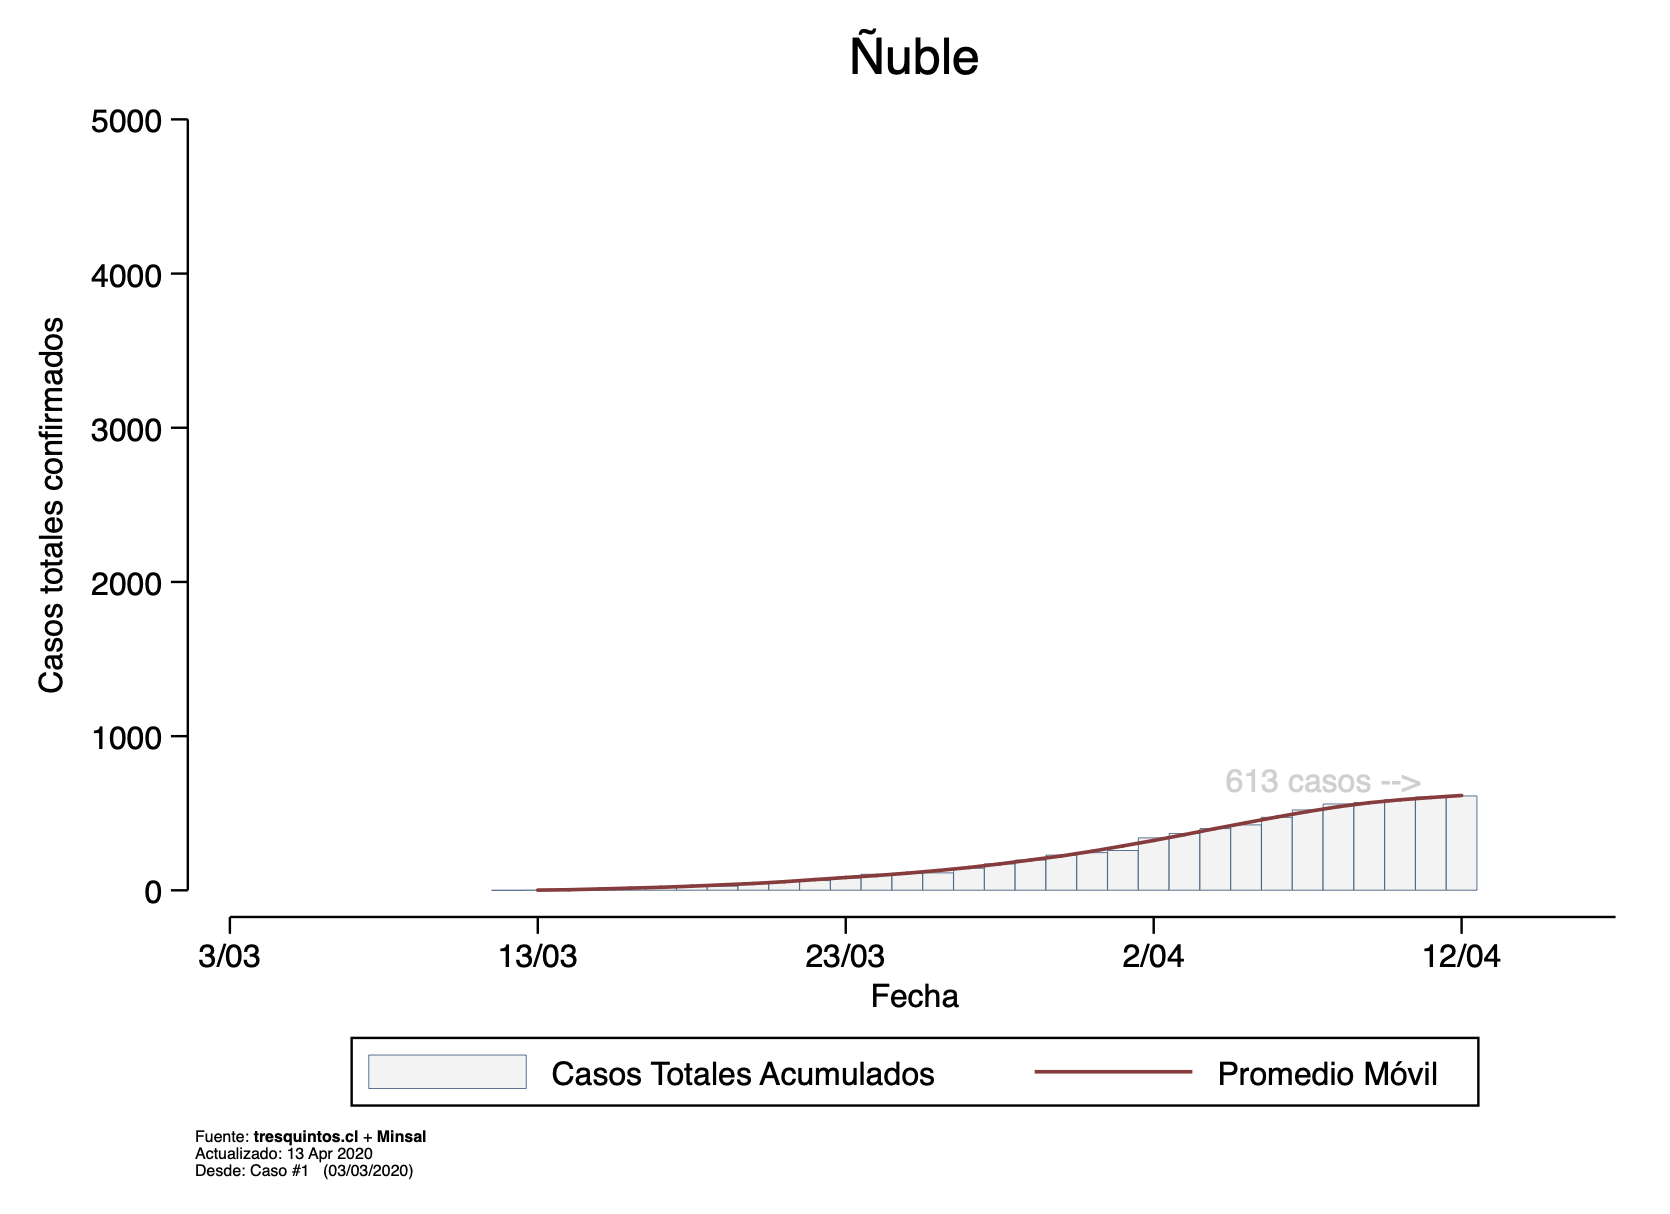 Ñuble
5000
4000
3000
2000
1000
0
Casos totales confirmados
613 casos -->
3/03
13/03
23/03
2/04
12/04
Fecha
Casos Totales Acumulados
Promedio Móvil
Fuente: tresquintos.cl + Minsal
Actualizado: 13 Apr 2020
Desde: Caso #1 (03/03/2020)